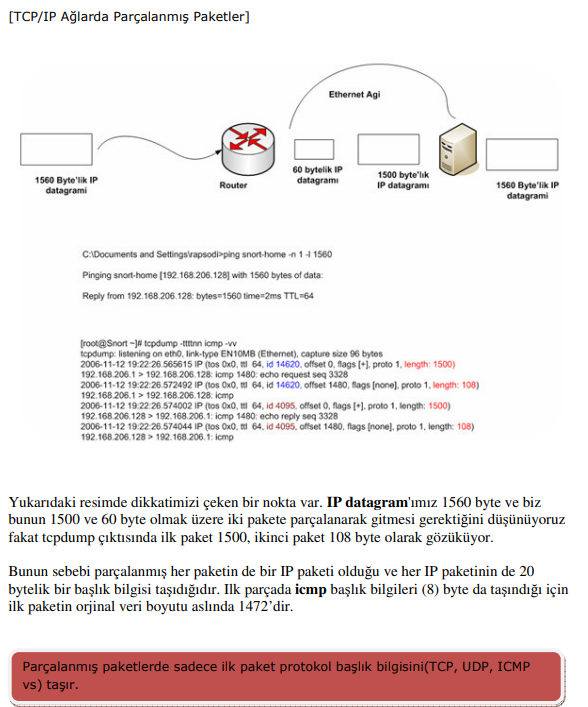 [TCP/IP Ağlarda Parçalanmış Paketler]
Ethernet Agi
1560 Byte'lik IP
datagrami
Router
60 bytelik IP
datagramı
1500 byte'lık
IP datagramı
1560 Byte'lik IP
datagrami
C:\Documents and Settings\rapsodi>ping snort-home -n 1 -l 1560
Pinging snort-home [192.168.206.128] with 1560 bytes of data:
Reply from 192.168.206.128: bytes=1560 time=2ms TTL=64
[root@Snort ~]# tcpdump -ttttnn icmp -vv
tcpdump: listening on eth0, link-type EN10MB (Ethernet), capture size 96 bytes
2006-11-12 19:22:26.565615 IP (tos 0x0, ttl 64, id 14620, offset 0, flags [+], proto 1, length: 1500)
192.168.206.1 > 192.168.206.128: icmp 1480: echo request seq 3328
2006-11-12 19:22:26.572492 IP (tos 0x0, ttl 64, id 14620, offset 1480, flags [none], proto 1, length: 108)
192.168.206.1 > 192.168.206.128: icmp
2006-11-12 19:22:26.574002 IP (tos 0x0, ttl 64, id 4095, offset 0, flags [+], proto 1, length: 1500)
192.168.206.128 > 192.168.206.1: icmp 1480: echo reply seq 3328
2006-11-12 19:22:26.574044 IP (tos 0x0, ttl 64, id 4095, offset 1480, flags [none], proto 1, length: 108)
192.168.206.128 > 192.168.206.1: icmp
Yukarıdaki resimde dikkatimizi çeken bir nokta var. IP datagram'ımız 1560 byte ve biz
bunun 1500 ve 60 byte olmak üzere iki pakete parçalanarak gitmesi gerektiğini düşünüyoruz
fakat tcpdump çıktısında ilk paket 1500, ikinci paket 108 byte olarak gözüküyor.
Bunun sebebi parçalanmış her paketin de bir IP paketi olduğu ve her IP paketinin de 20
bytelik bir başlık bilgisi taşıdığıdır. Ilk parçada icmp başlık bilgileri (8) byte da taşındığı için
ilk paketin orjinal veri boyutu aslında 1472'dir.
Parçalanmış paketlerde sadece ilk paket protokol başlık bilgisini(TCP, UDP, ICMP
vs) taşır.